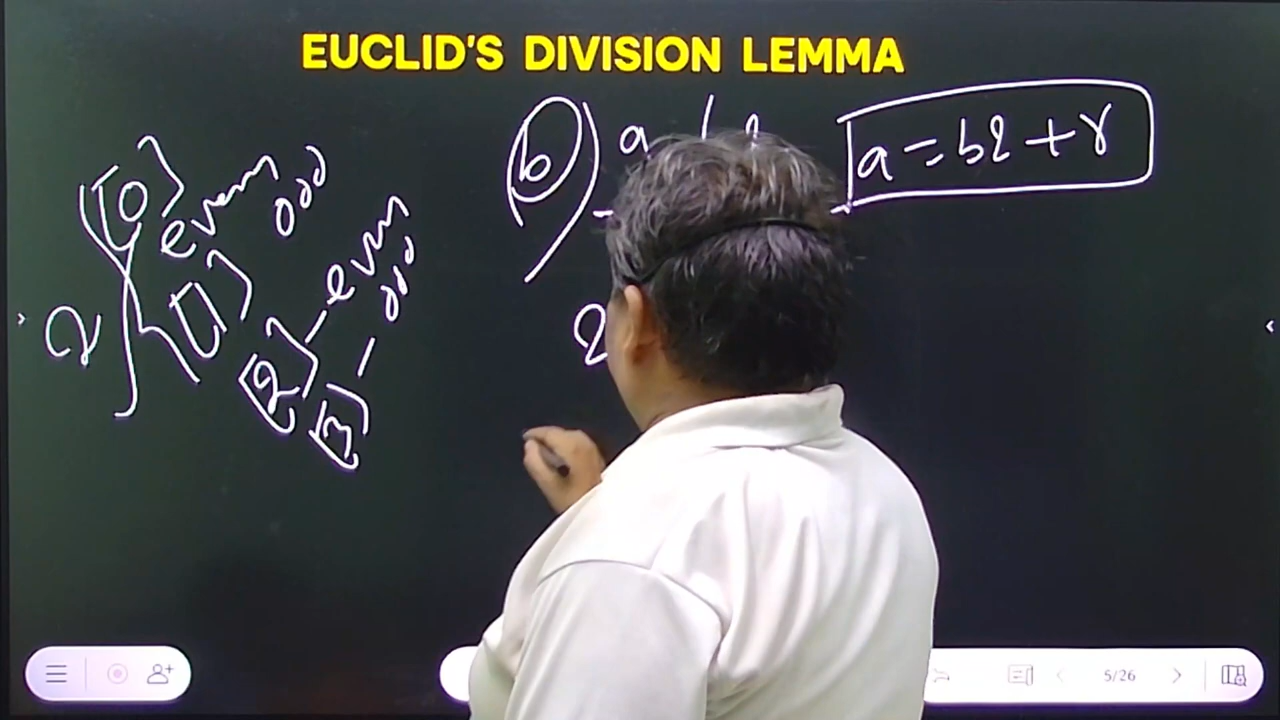 EUCLID'S DIVISION LEMMA
b) a
a = bq + r
[0] even odd
2 [1]
[2] - even
[3] - odd
2
5/26